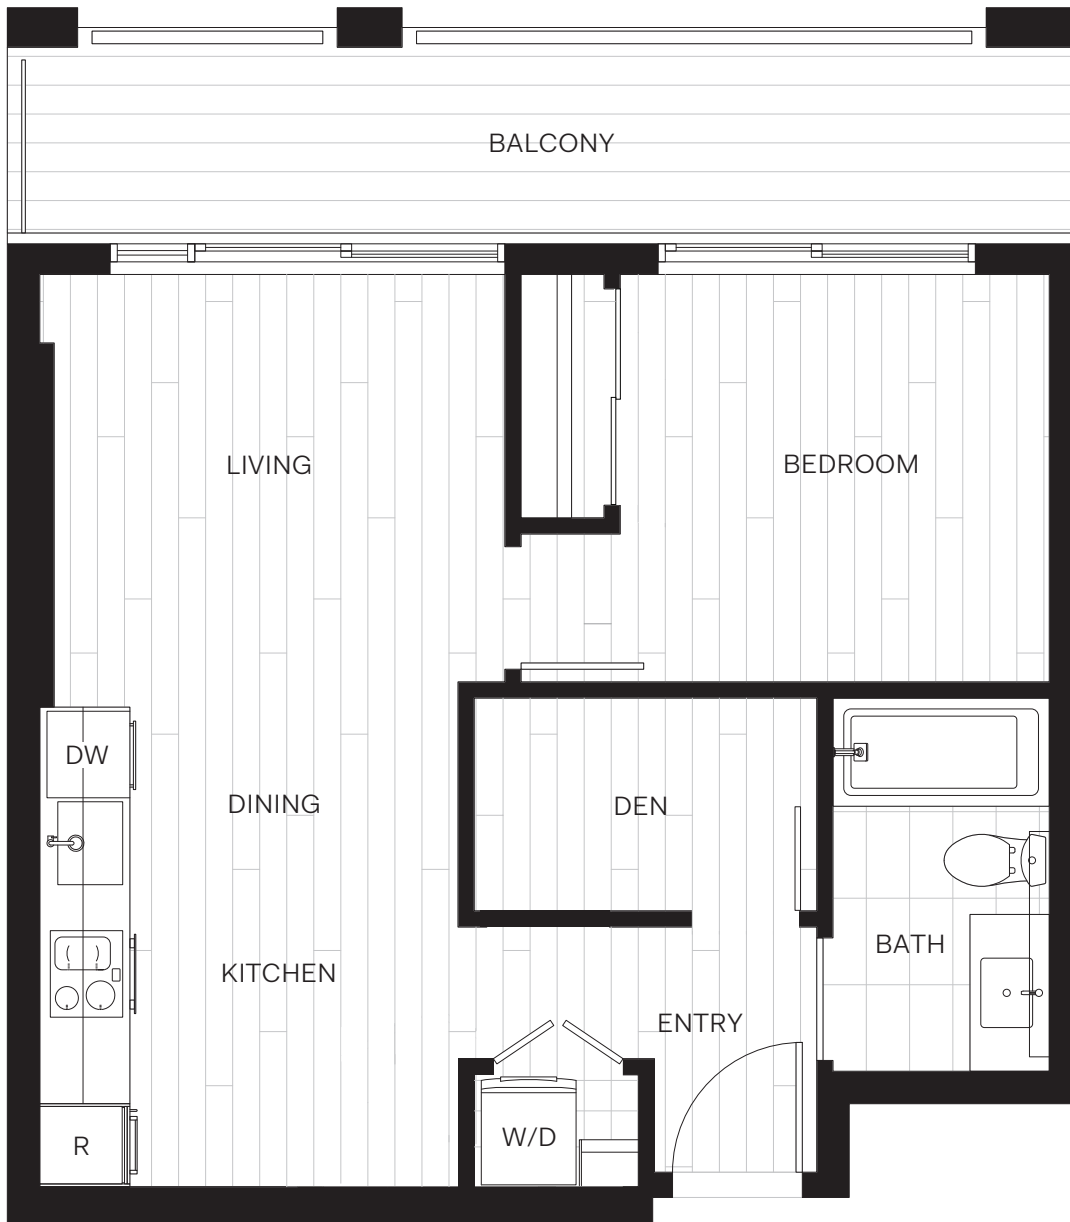 BALCONY
LIVING
BEDROOM
DW
DINING
DEN
BATH
KITCHEN
ENTRY
W/D
R